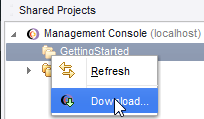 Shared Projects
Management Console (localhost)
GettingStarted
Refresh
Download...